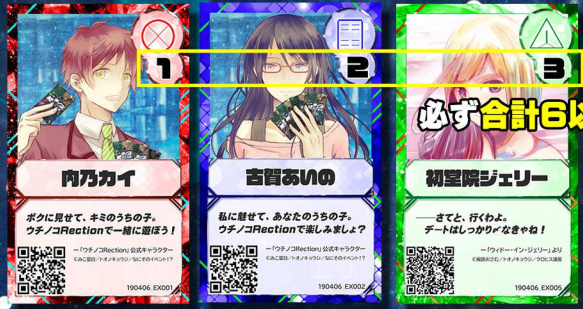 1
2
3
必ず合計6以
内乃カイ
ボクに見せて、キミのうちの子。
ウチノコRectionで一緒に遊ぼう!
ー「ウチノコRection」公式キャラクター
190406_EX001
古賀あいの
私に魅せて、あなたのうちの子。
ウチノコRectionで楽しみましょ?
ー「ウチノコRection」公式キャラクター
190406_EX002
初堂院ジェリー
――さてと、行くわよ。
デートはしっかり〆なきゃね!
ー「ウィドー・イン・ジェリー」より
190406_EX005